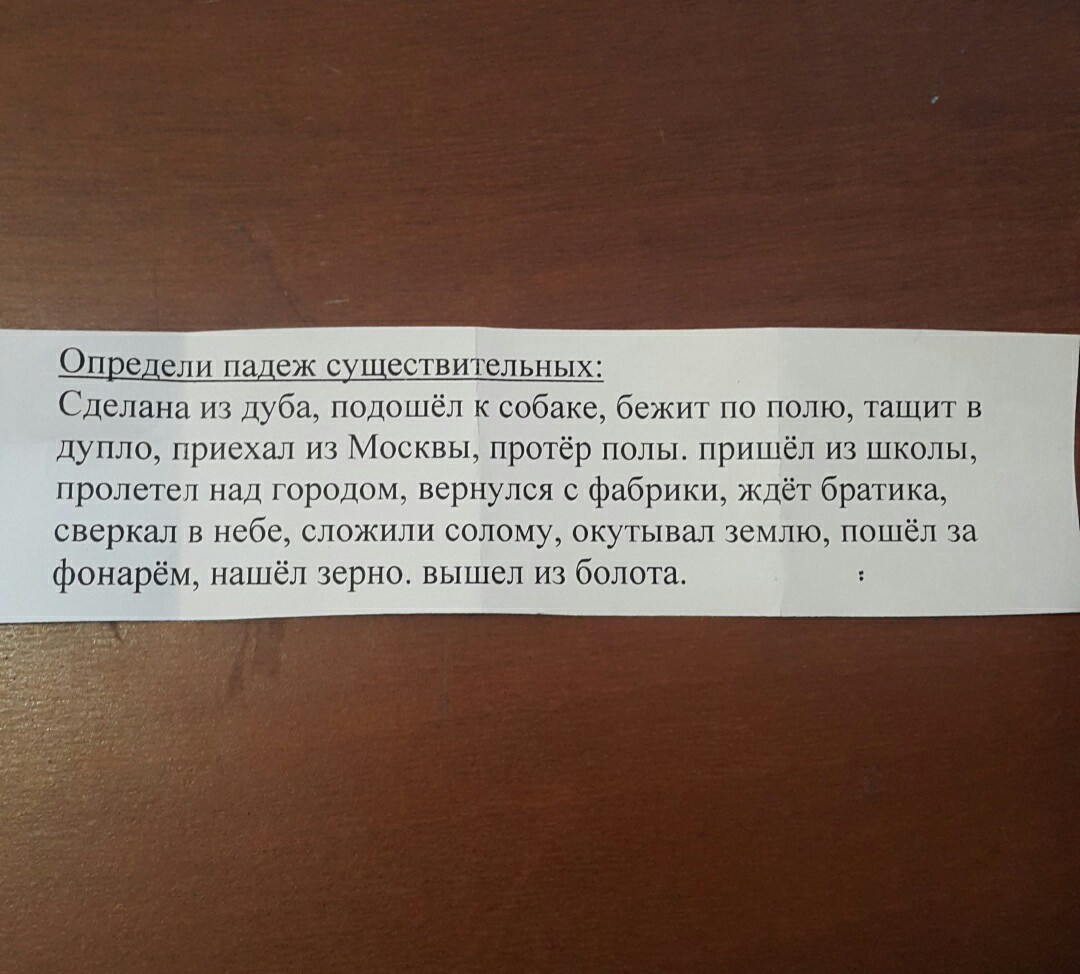 Определи падеж существительных:
Сделана из дуба, подошёл к собаке, бежит по полю, тащит в
дупло, приехал из Москвы, протёр полы. пришёл из школы,
пролетел над городом, вернулся с фабрики, ждёт братика,
сверкал в небе, сложили солому, окутывал землю, пошёл за
фонарём, нашёл зерно. вышел из болота. :